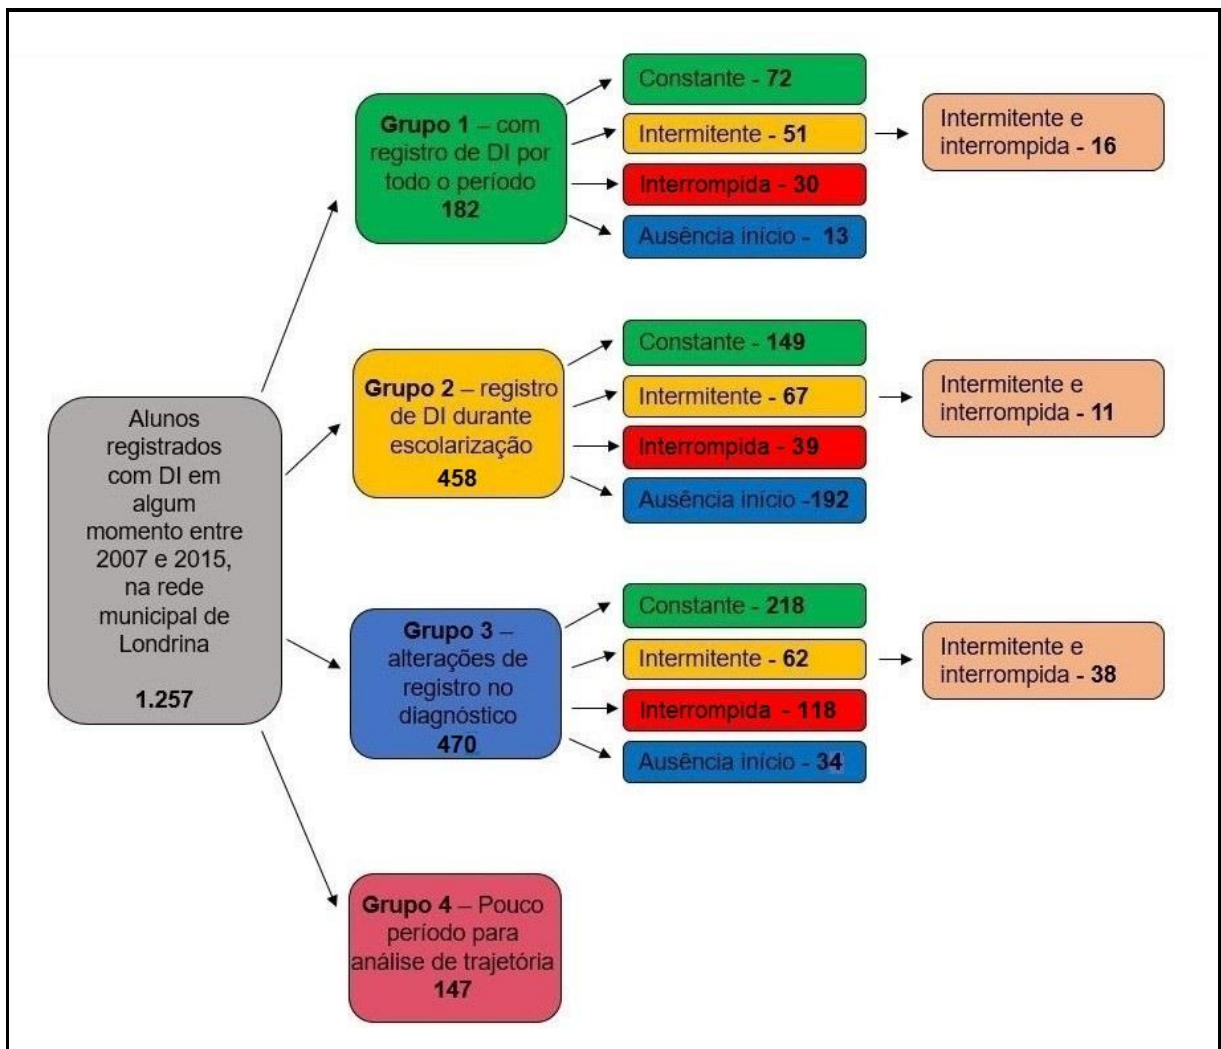 Alunos
registrados
com DI em
algum
momento entre
2007 e 2015,
na rede
municipal de
Londrina
1.257
Grupo 1 – com
registro de DI por
todo o período
182
Constante - 72
Intermitente - 51
Interrompida - 30
Ausência início - 13
Intermitente e
interrompida - 16
Grupo 2 – registro
de DI durante
escolarização
458
Constante - 149
Intermitente - 67
Interrompida - 39
Ausência início -192
Intermitente e
interrompida - 11
Grupo 3 –
alterações de
registro no
diagnóstico
470
Constante - 218
Intermitente - 62
Interrompida - 118
Ausência início - 34
Intermitente e
interrompida - 38
Grupo 4 – Pouco
período para
análise de trajetória
147